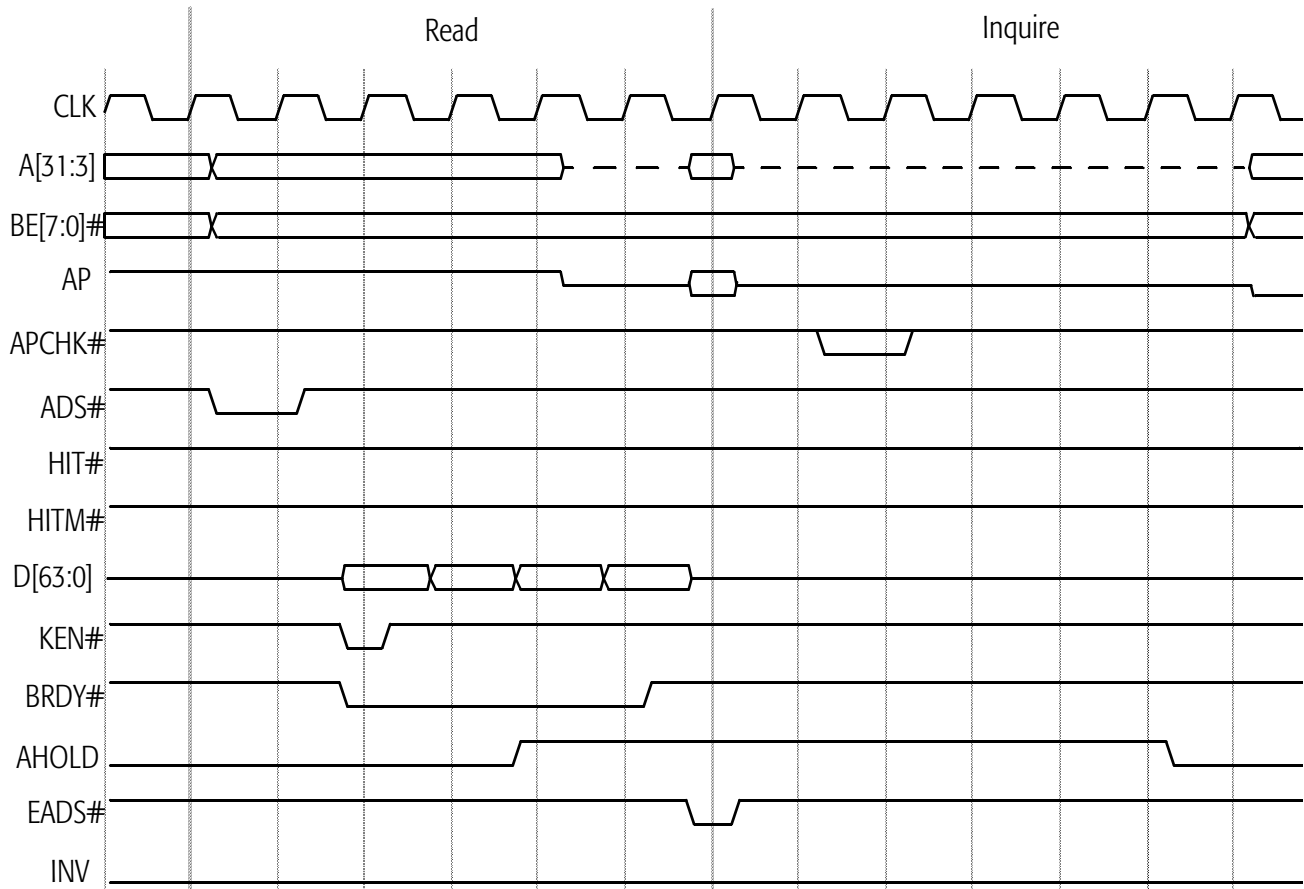 Read
Inquire
CLK
A[31:3]
BE[7:0]#
AP
APCHK#
ADS#
HIT#
HITM#
D[63:0]
KEN#
BRDY#
AHOLD
EADS#
INV